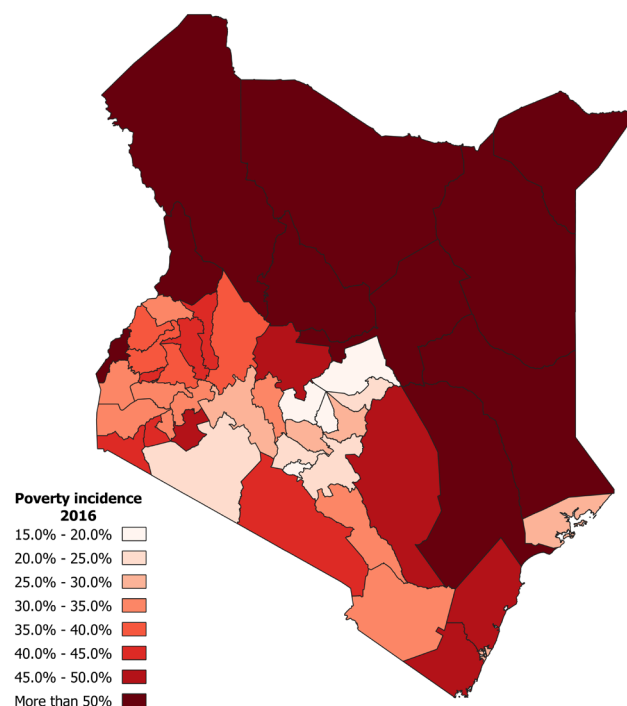 Poverty incidence
2016
15.0% - 20.0%
20.0% - 25.0%
25.0% - 30.0%
30.0% - 35.0%
35.0% - 40.0%
40.0% - 45.0%
45.0% - 50.0%
More than 50%